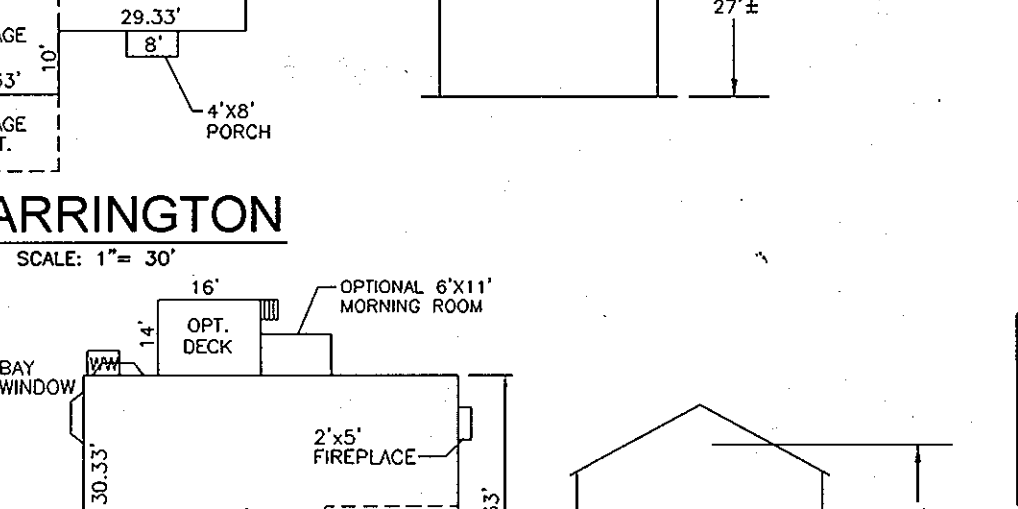 29.33'
27'±
8'
10'
4'X8'
PORCH
SCALE: 1"= 30'
16'
OPTIONAL 6'X11'
MORNING ROOM
14'
OPT.
DECK
BAY
WINDOW
2'x5'
FIREPLACE
30.33'